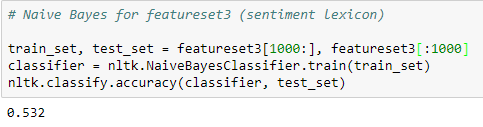 # Naive Bayes for featureset3 (sentiment lexicon)
train_set, test_set = featureset3[1000:], featureset3[:1000]
classifier = nltk.NaiveBayesClassifier.train(train_set)
nltk.classify.accuracy(classifier, test_set)
0.532